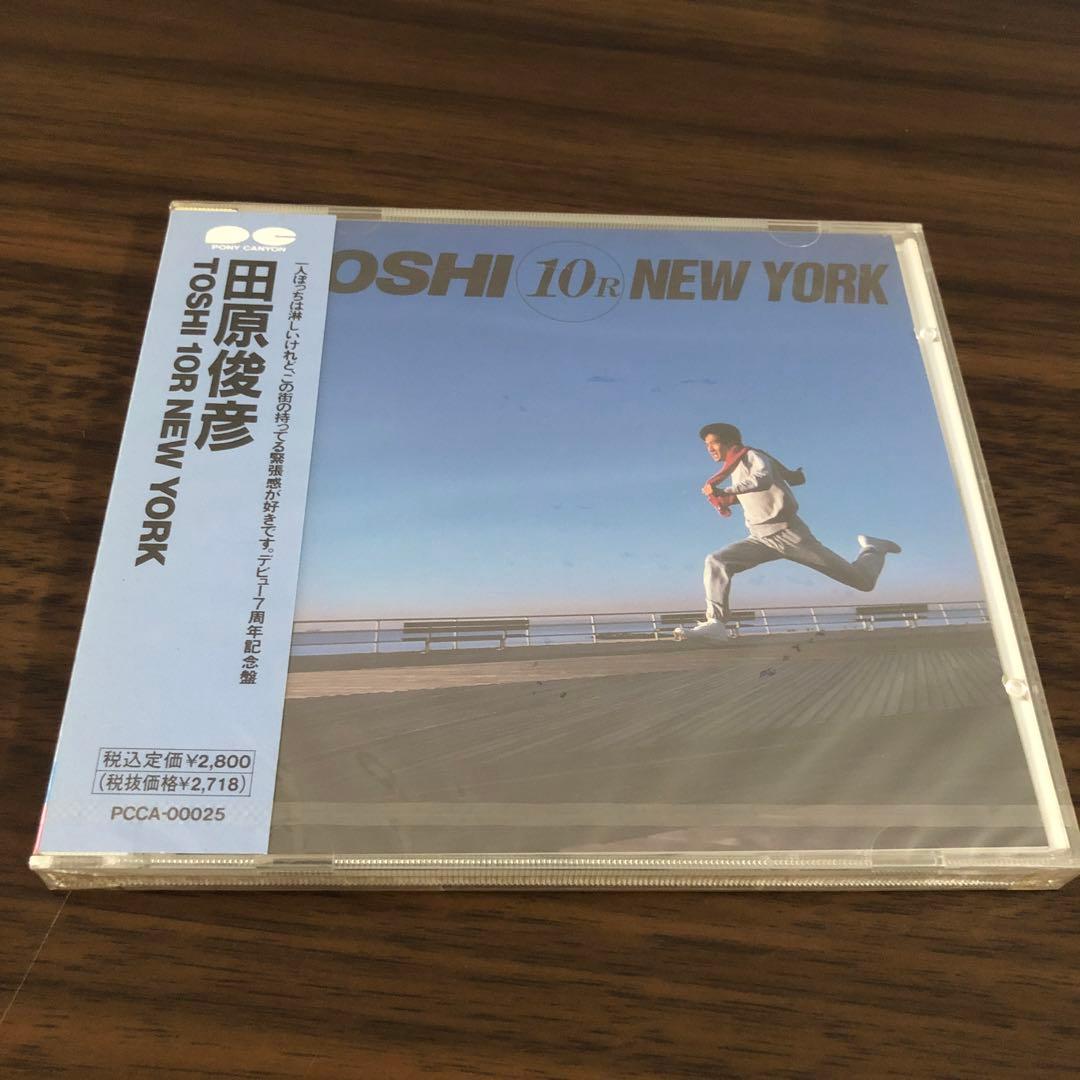 PONY CANYON
田原俊彦
TOSHI 10R NEW YORK
一人ぼっちは淋しいけれど、この街の持ってる緊張感が好きです。デビュー7周年記念盤
税込定価¥2,800
(税抜価格¥2,718)
PCCA-00025
OSHI 10R NEW YORK